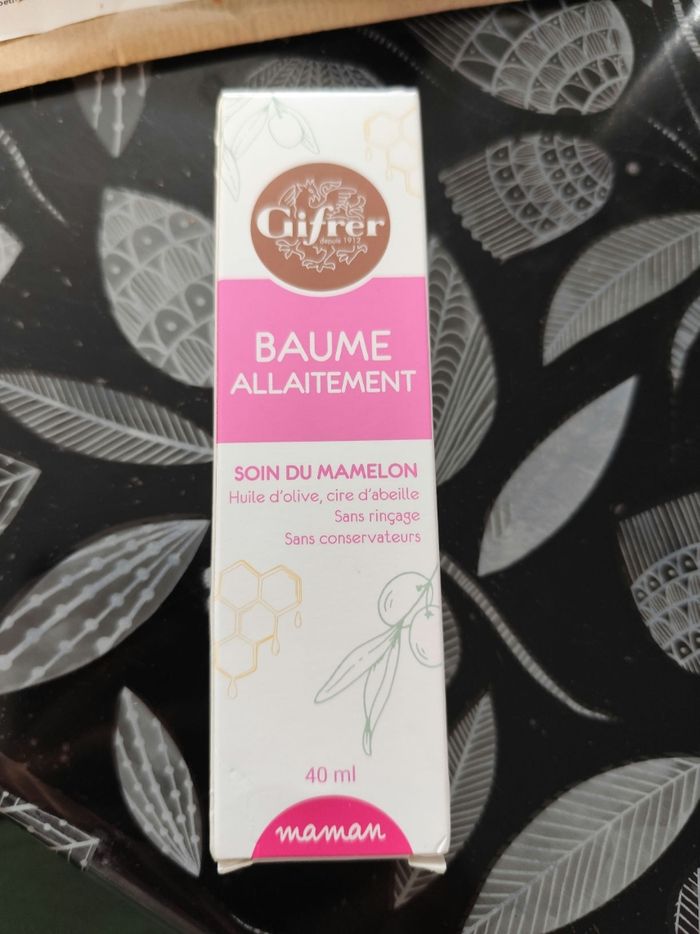 Gifrer
depuis 1912
BAUME
ALLAITEMENT
SOIN DU MAMELON
Huile d'olive, cire d'abeille
Sans rinçage
Sans conservateurs
40 ml
maman